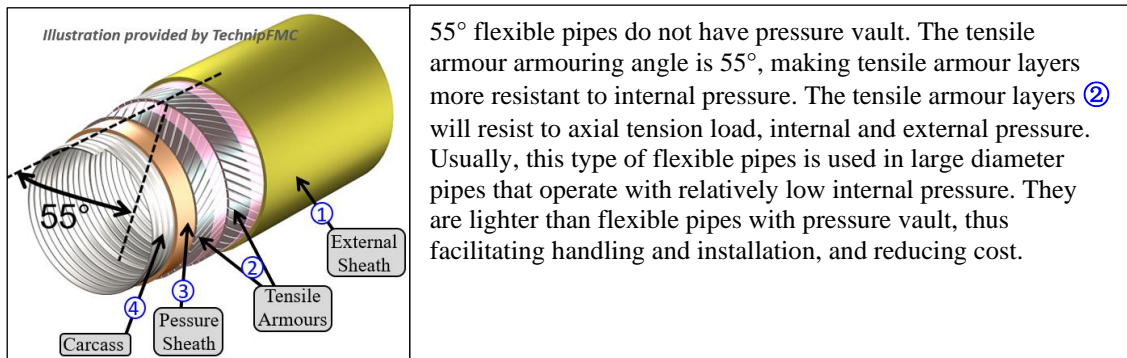 Illustration provided by TechnipFMC
55°
① External
Sheath
② Tensile
Armours
③ Pessure
Sheath
④ Carcass
55° flexible pipes do not have pressure vault. The tensile
armour armouring angle is 55°, making tensile armour layers
more resistant to internal pressure. The tensile armour layers ②
will resist to axial tension load, internal and external pressure.
Usually, this type of flexible pipes is used in large diameter
pipes that operate with relatively low internal pressure. They
are lighter than flexible pipes with pressure vault, thus
facilitating handling and installation, and reducing cost.